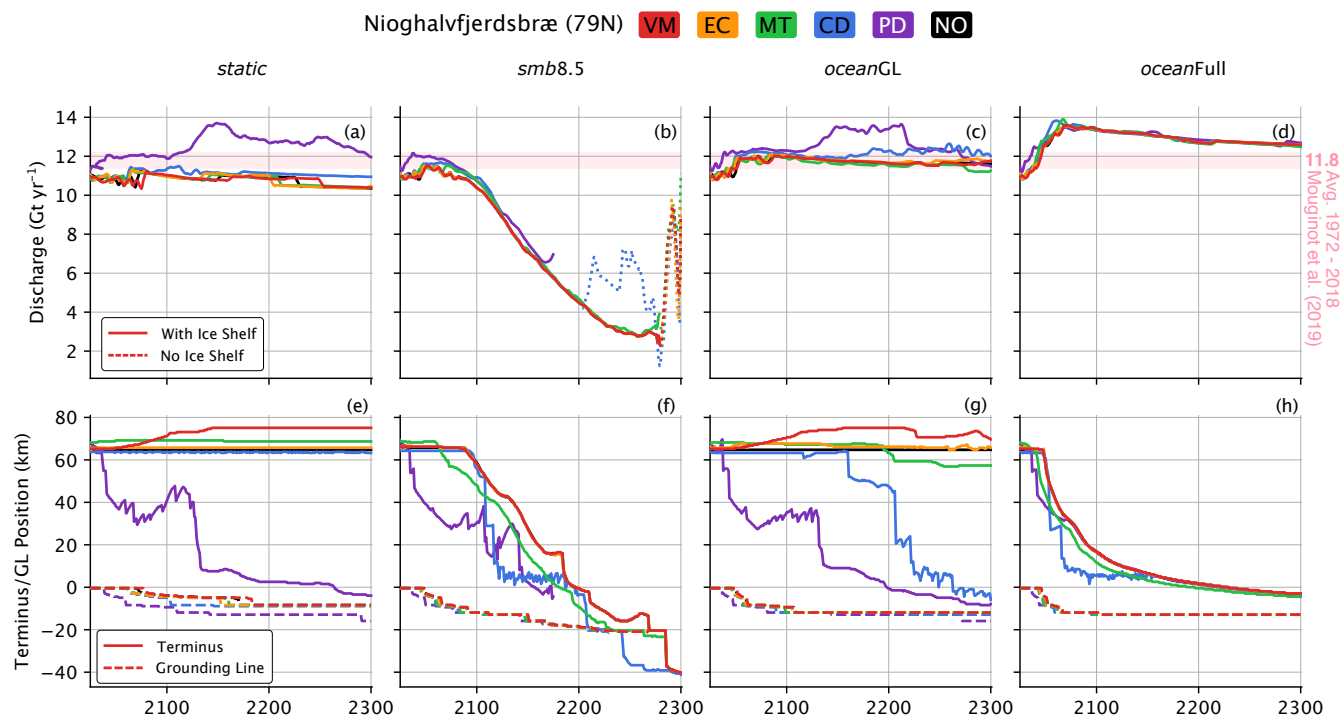 Nioghalvfjerdsbræ (79N) VM EC MT CD PD NO
static smb8.5 oceanGL oceanFull
Discharge (Gt yr⁻¹)
14
12
10
8
6
4
2
(a) (b) (c) (d)
With Ice Shelf
No Ice Shelf
11.8
Avg. 1972 - 2018
Mouginot et al. (2019)
Terminus/GL Position (km)
80
60
40
20
0
−20
−40
(e) (f) (g) (h)
Terminus
Grounding Line
2100 2200 2300 2100 2200 2300 2100 2200 2300 2100 2200 2300